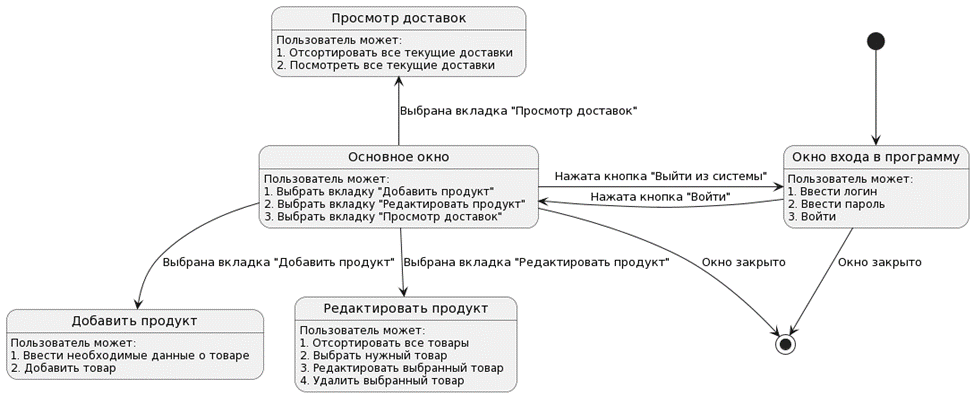 Просмотр доставок
Пользователь может:
1. Отсортировать все текущие доставки
2. Посмотреть все текущие доставки
Выбрана вкладка "Просмотр доставок"
Основное окно
Пользователь может:
1. Выбрать вкладку "Добавить продукт"
2. Выбрать вкладку "Редактировать продукт"
3. Выбрать вкладку "Просмотр доставок"
Нажата кнопка "Выйти из системы"
Нажата кнопка "Войти"
Окно входа в программу
Пользователь может:
1. Ввести логин
2. Ввести пароль
3. Войти
Выбрана вкладка "Добавить продукт"
Выбрана вкладка "Редактировать продукт"
Окно закрыто
Окно закрыто
Добавить продукт
Пользователь может:
1. Ввести необходимые данные о товаре
2. Добавить товар
Редактировать продукт
Пользователь может:
1. Отсортировать все товары
2. Выбрать нужный товар
3. Редактировать выбранный товар
4. Удалить выбранный товар